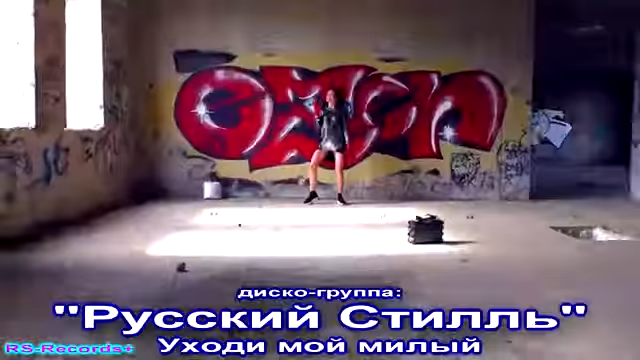 диско-группа:
"Русский Стилль"
Уходи мой милый
RS-Records+